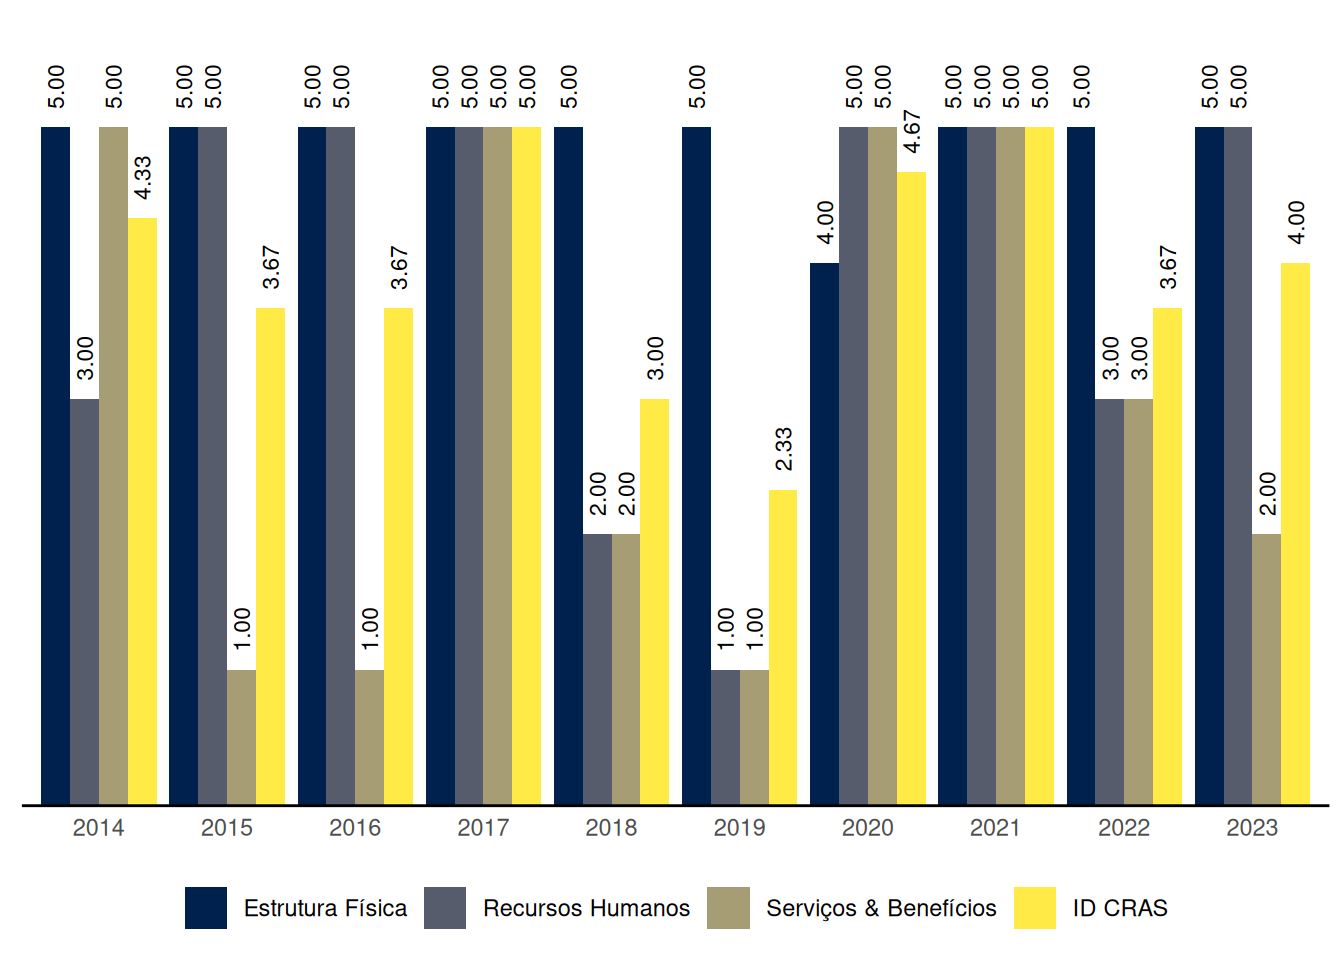 5.00 3.00 5.00 4.33 5.00 5.00 1.00 3.67 5.00 5.00 1.00 3.67 5.00 5.00 5.00 5.00 5.00 2.00 2.00 3.00 5.00 1.00 1.00 2.33 4.00 5.00 5.00 4.67 5.00 5.00 5.00 5.00 5.00 3.00 3.00 3.67 5.00 5.00 2.00 4.00
2014 2015 2016 2017 2018 2019 2020 2021 2022 2023
Estrutura Física Recursos Humanos Serviços & Benefícios ID CRAS